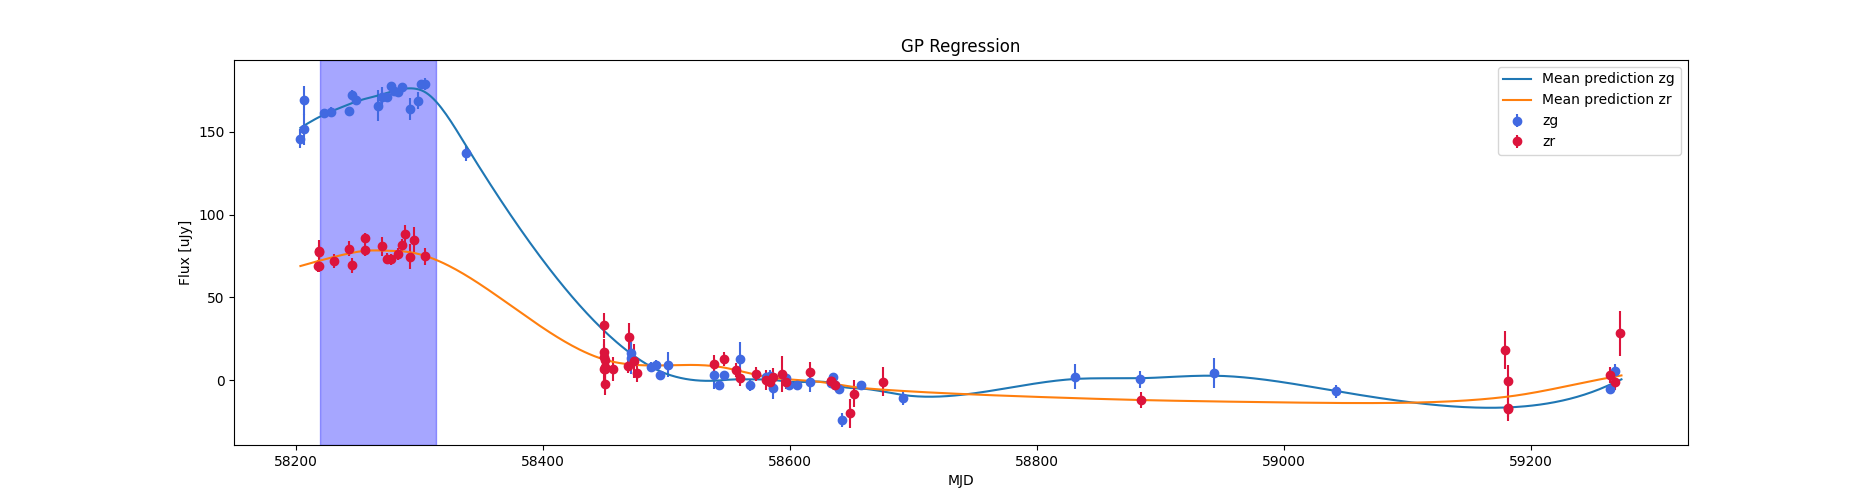 GP Regression
Mean prediction zg
Mean prediction zr
zg
zr
Flux [uJy]
150
100
50
0
58200
58400
58600
58800
59000
59200
MJD